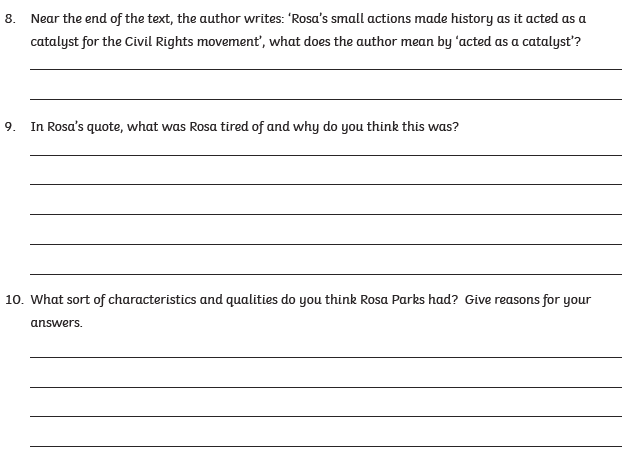 8. Near the end of the text, the author writes: ‘Rosa’s small actions made history as it acted as a
catalyst for the Civil Rights movement’, what does the author mean by ‘acted as a catalyst’?
9. In Rosa’s quote, what was Rosa tired of and why do you think this was?
10. What sort of characteristics and qualities do you think Rosa Parks had? Give reasons for your
answers.